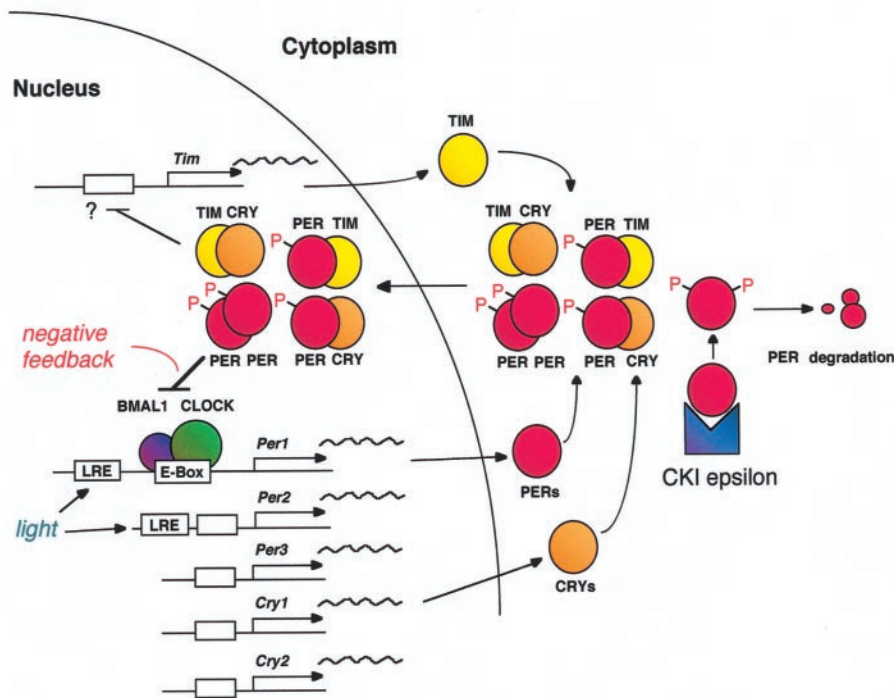 Cytoplasm
Nucleus
TIM
Tim
?
TIM CRY
PER TIM
P
P
P
P
PER PER
PER CRY
TIM CRY
PER TIM
P
P
P
P
PER PER
PER CRY
P
P
PER degradation
negative
feedback
BMAL1 CLOCK
LRE
E-Box
Per1
PERs
CKI epsilon
light
LRE
Per2
Per3
CRYs
Cry1
Cry2